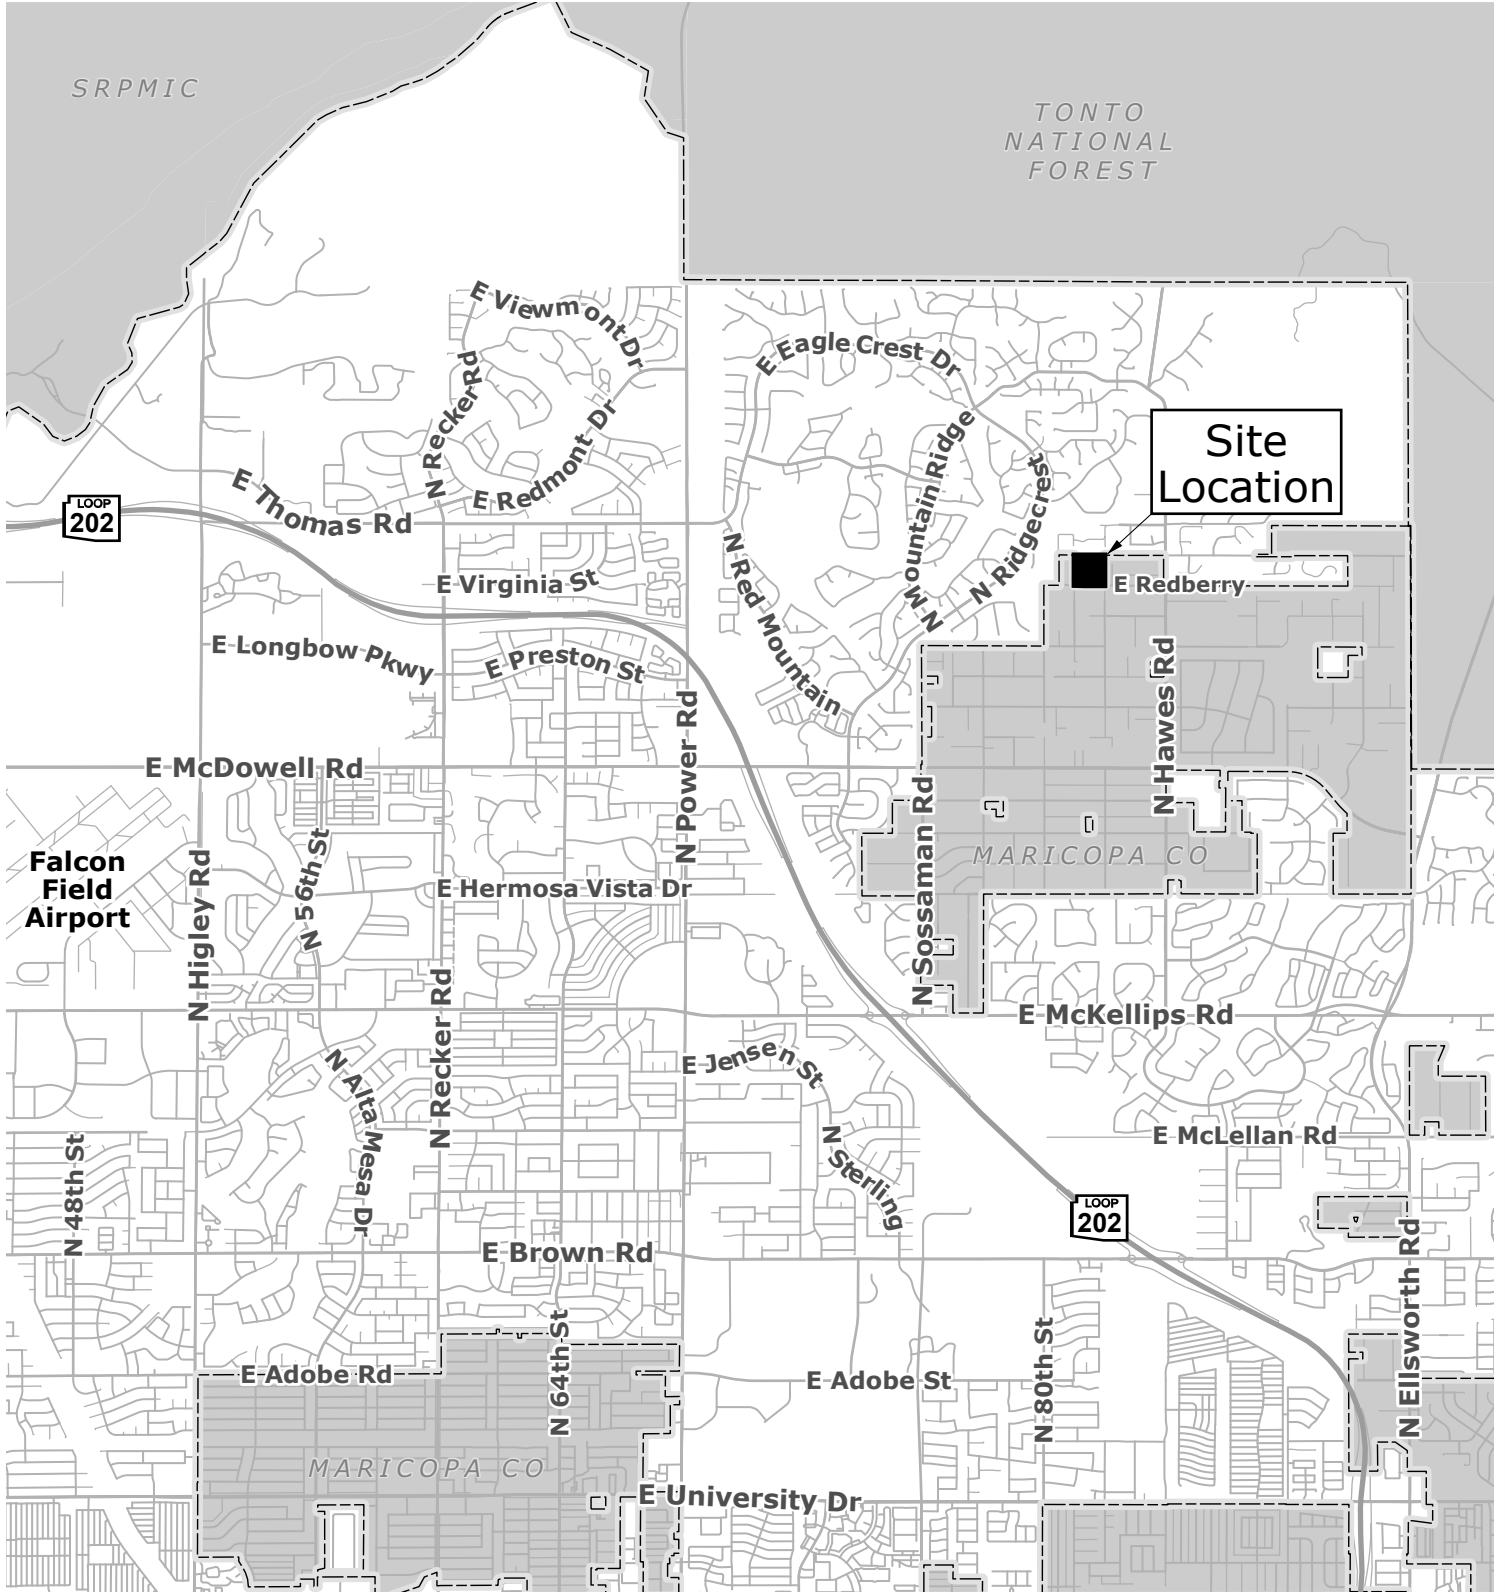 SRPMIC
TONTO
NATIONAL
FOREST
E Viewmont Dr
E Eagle Crest Dr
N Recker Rd
N Mountain Ridge
Site
Location
E Redmont Dr
N Ridgecrest
LOOP
202
E Thomas Rd
N Red Mountain
E Virginia St
E Redberry
E Longbow Pkwy
E Preston St
N Power Rd
N Hawes Rd
E McDowell Rd
N Sossaman Rd
N 56th St
MARICOPA CO
Falcon
Field
Airport
N Higley Rd
E Hermosa Vista Dr
N Recker Rd
E McKellips Rd
N Alta Mesa Dr
E Jensen St
N Sterling
E McLellan Rd
N 48th St
LOOP
202
E Brown Rd
N Ellsworth Rd
N 64th St
N 80th St
E Adobe Rd
E Adobe St
MARICOPA CO
E University Dr